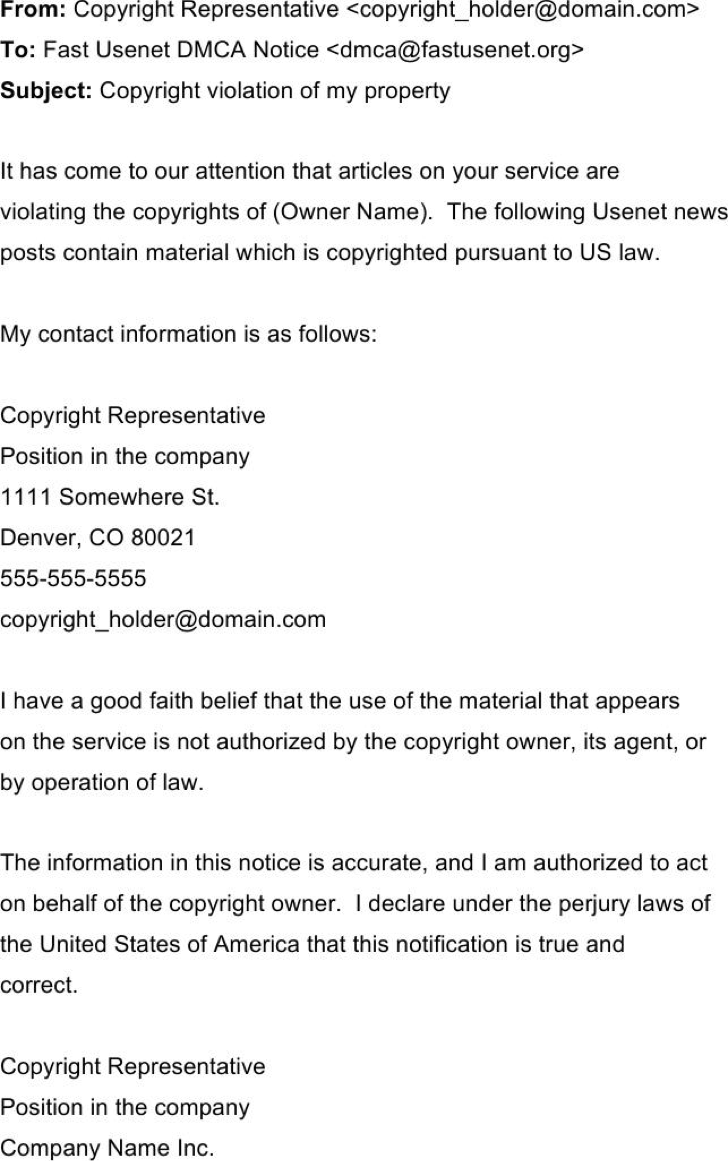 From: Copyright Representative <copyright_holder@domain.com>
To: Fast Usenet DMCA Notice <dmca@fastusenet.org>
Subject: Copyright violation of my property
It has come to our attention that articles on your service are
violating the copyrights of (Owner Name).  The following Usenet news
posts contain material which is copyrighted pursuant to US law.
My contact information is as follows:
Copyright Representative
Position in the company
1111 Somewhere St.
Denver, CO 80021
555-555-5555
copyright_holder@domain.com
I have a good faith belief that the use of the material that appears
on the service is not authorized by the copyright owner, its agent, or
by operation of law.
The information in this notice is accurate, and I am authorized to act
on behalf of the copyright owner.  I declare under the perjury laws of
the United States of America that this notification is true and
correct.
Copyright Representative
Position in the company
Company Name Inc.